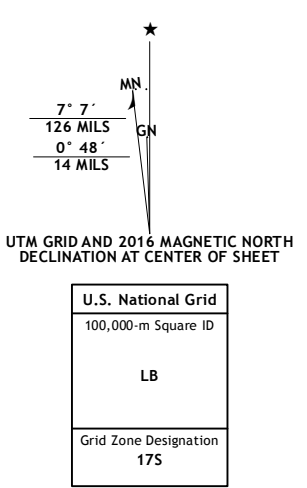 ★
MN
7° 7´
126 MILS
GN
0° 48´
14 MILS
UTM GRID AND 2016 MAGNETIC NORTH
DECLINATION AT CENTER OF SHEET
U.S. National Grid
100,000-m Square ID
LB
Grid Zone Designation
17S